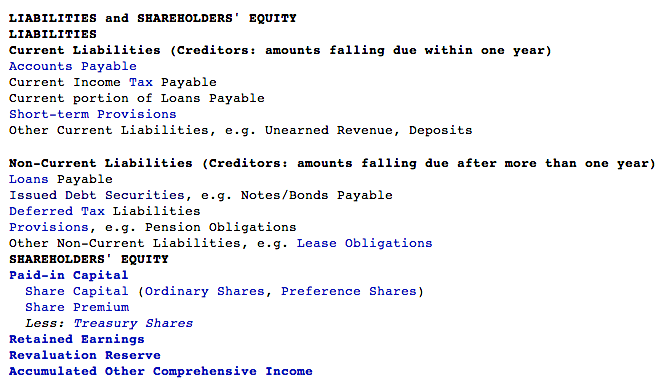 LIABILITIES and SHAREHOLDERS' EQUITY
LIABILITIES
Current Liabilities (Creditors: amounts falling due within one year)
Accounts Payable
Current Income Tax Payable
Current portion of Loans Payable
Short-term Provisions
Other Current Liabilities, e.g. Unearned Revenue, Deposits
Non-Current Liabilities (Creditors: amounts falling due after more than one year)
Loans Payable
Issued Debt Securities, e.g. Notes/Bonds Payable
Deferred Tax Liabilities
Provisions, e.g. Pension Obligations
Other Non-Current Liabilities, e.g. Lease Obligations
SHAREHOLDERS' EQUITY
Paid-in Capital
Share Capital (Ordinary Shares, Preference Shares)
Share Premium
Less: Treasury Shares
Retained Earnings
Revaluation Reserve
Accumulated Other Comprehensive Income